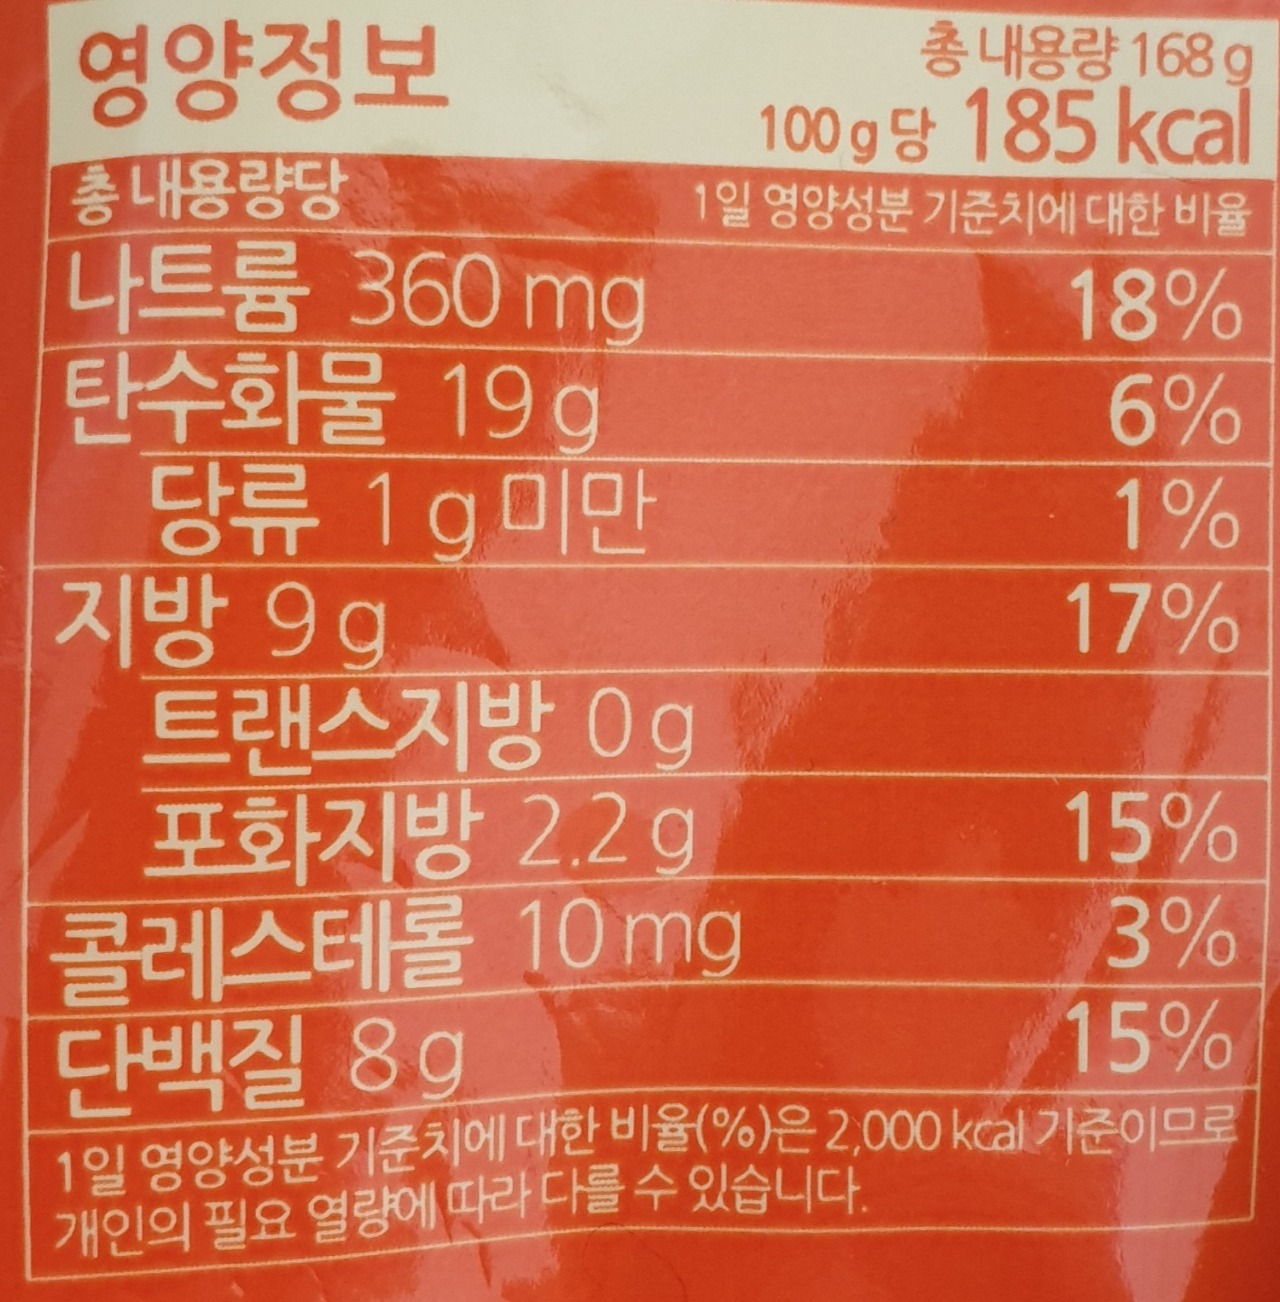 영양정보
총 내용량 168 g
100 g 당 185 kcal
총 내용량당 1일 영양성분 기준치에 대한 비율
나트륨 360 mg 18%
탄수화물 19 g 6%
당류 1 g 미만 1%
지방 9 g 17%
트랜스지방 0 g
포화지방 2.2 g 15%
콜레스테롤 10 mg 3%
단백질 8 g 15%
1일 영양성분 기준치에 대한 비율(%)은 2,000 kcal 기준이므로
개인의 필요 열량에 따라 다를 수 있습니다.